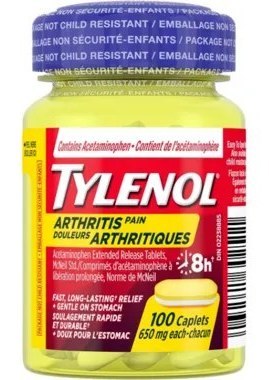 PACKAGE NOT CHILD RESISTANT / EMBALLAGE NON SÉCURITÉ-ENFANTS
Contains Acetaminophen • Contient de l'acétaminophène
TYLENOL
ARTHRITIS PAIN
DOULEURS ARTHRITIQUES
Acetaminophen Extended Release Tablets,
McNeil Std./Comprimés d'acétaminophène à
libération prolongée, Norme de McNeil
8h
FAST, LONG-LASTING RELIEF
+ GENTLE ON STOMACH
SOULAGEMENT RAPIDE
ET DURABLE
+ DOUX POUR L'ESTOMAC
100 Caplets
650 mg each-chacun
DIN 02238885